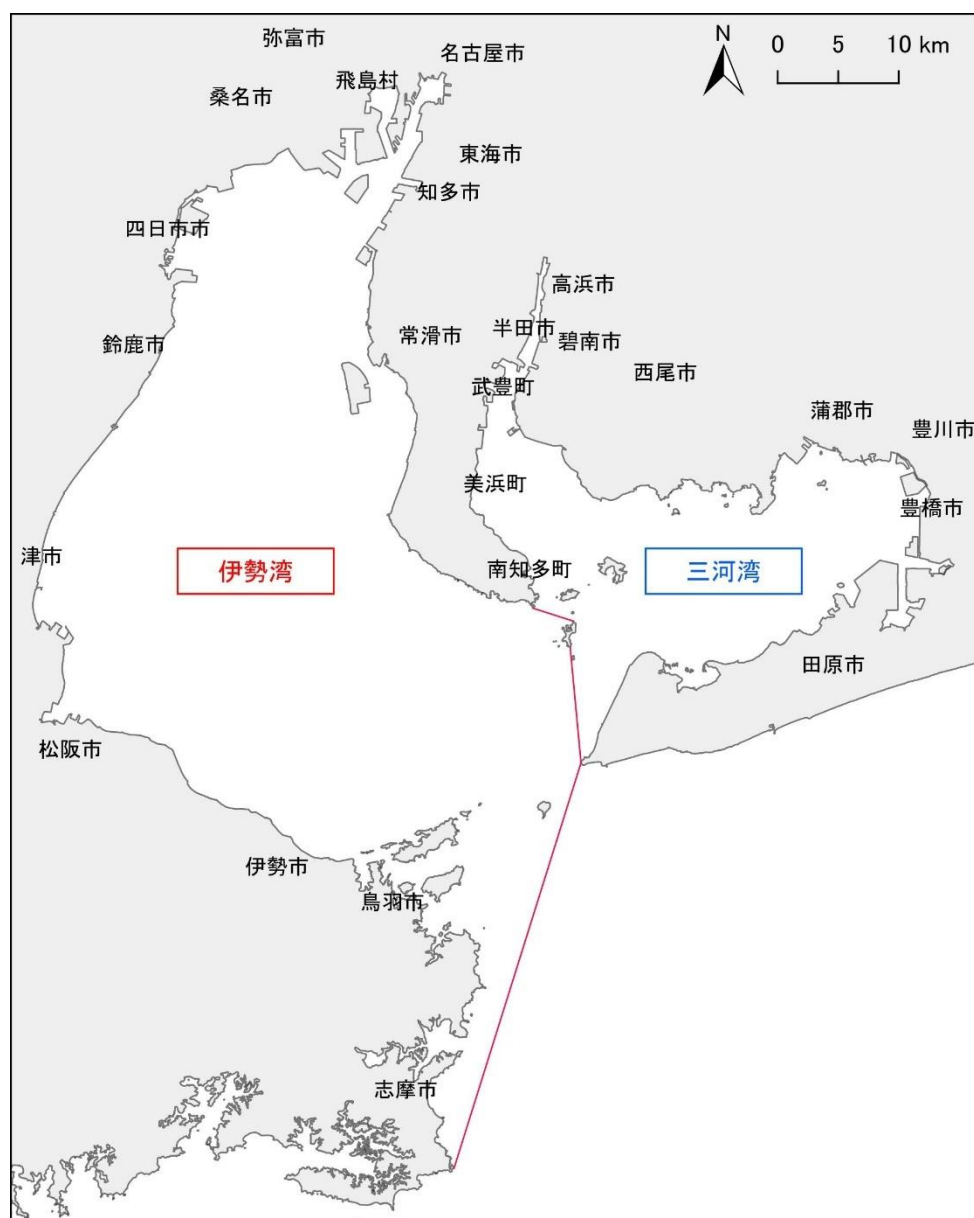 弥富市
名古屋市
N
0 5 10 km
飛島村
桑名市
東海市
知多市
四日市市
高浜市
鈴鹿市
常滑市
半田市
碧南市
西尾市
武豊町
蒲郡市
豊川市
美浜町
豊橋市
津市
伊勢湾
南知多町
三河湾
田原市
松阪市
伊勢市
鳥羽市
志摩市